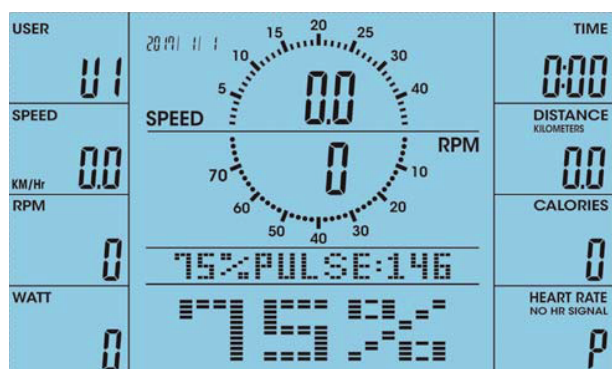 USER
U1
SPEED
KM/Hr 0.0
RPM
0
WATT
0
2017/ 1/ 1
5 10 15 20 25 30 40
0.0
SPEED
RPM
0
70 60 50 40 30 20 10
75%PULSE:146
75%
TIME
0:00
DISTANCE
KILOMETERS
0.0
CALORIES
0
HEART RATE
NO HR SIGNAL
P